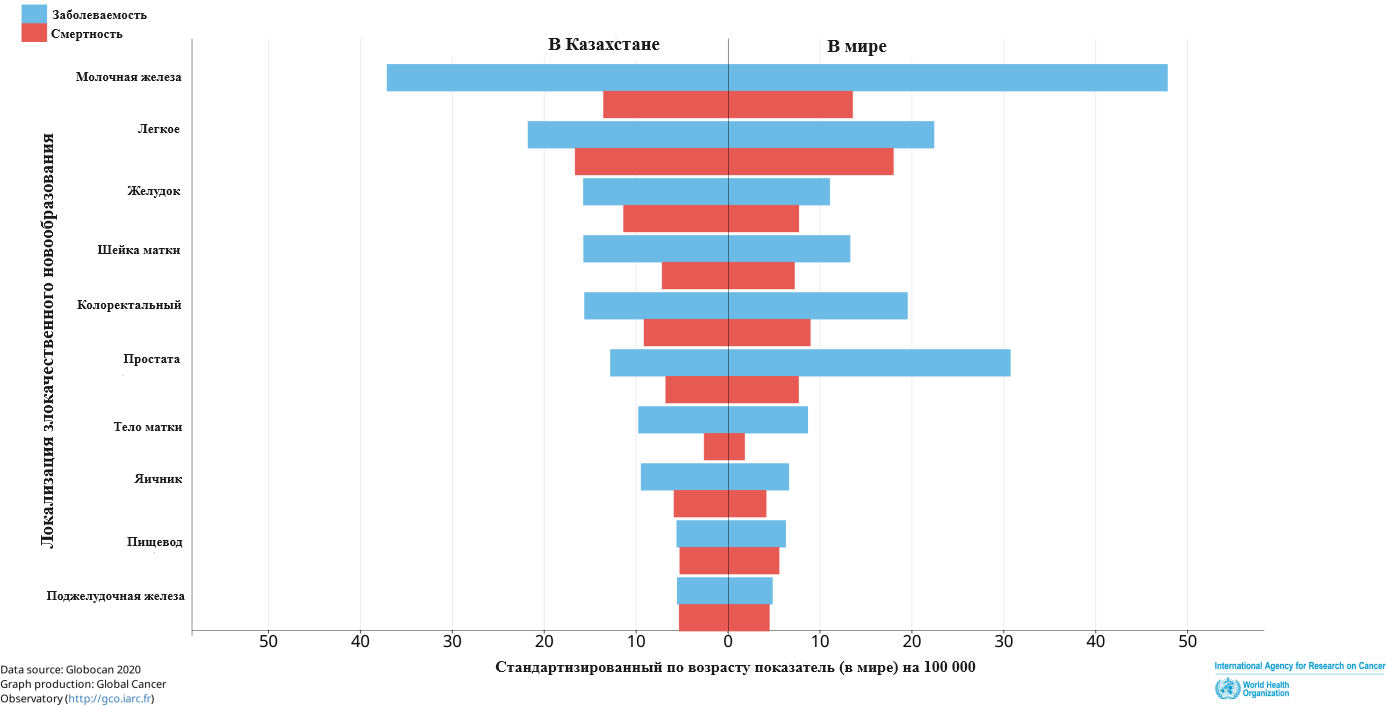 Заболеваемость
Смертность
В Казахстане
В мире
Локализация злокачественного новообразования
Молочная железа
Легкое
Желудок
Шейка матки
Колоректальный
Простата
Тело матки
Яичник
Пищевод
Поджелудочная железа
50 40 30 20 10 0 10 20 30 40 50
Стандартизированный по возрасту показатель (в мире) на 100 000
Data source: Globocan 2020
Graph production: Global Cancer
Observatory (http://gco.iarc.fr)
International Agency for Research on Cancer
World Health
Organization